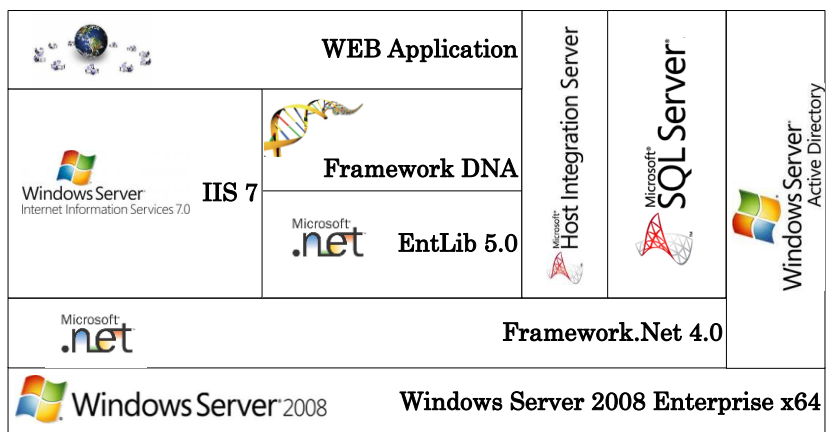 WEB Application
Windows Server
Internet Information Services 7.0
IIS 7
Framework DNA
Microsoft
.net
EntLib 5.0
Microsoft
Host Integration Server
Microsoft
SQL Server
Windows Server
Active Directory
Microsoft
.net
Framework.Net 4.0
Windows Server 2008
Windows Server 2008 Enterprise x64